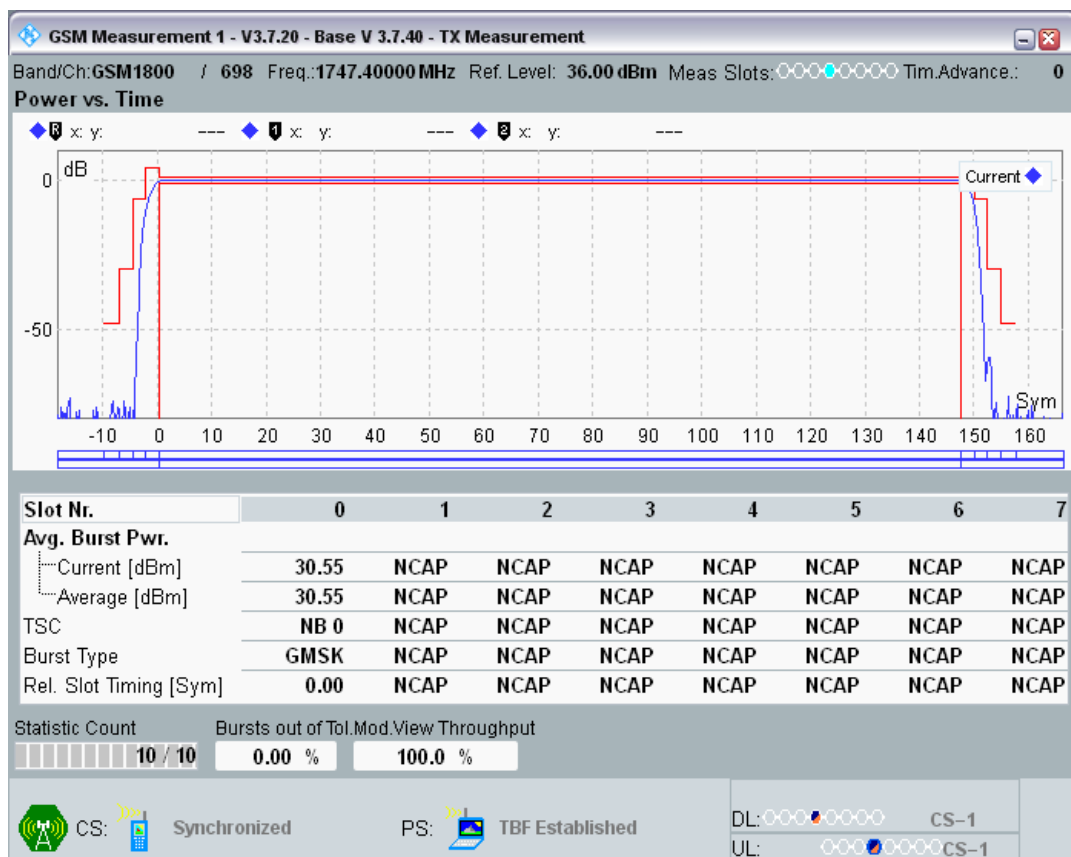 GSM Measurement 1 - V3.7.20 - Base V 3.7.40 - TX Measurement
Band/Ch:GSM1800 / 698 Freq.:1747.40000 MHz Ref. Level: 36.00 dBm Meas Slots: Tim.Advance.: 0
Power vs. Time
R x: y: --- 1 x: y: --- 2 x: y: ---
dB
Current
0
-50
Sym
-10 0 10 20 30 40 50 60 70 80 90 100 110 120 130 140 150 160
Slot Nr. 0 1 2 3 4 5 6 7
Avg. Burst Pwr.
Current [dBm] 30.55 NCAP NCAP NCAP NCAP NCAP NCAP NCAP
Average [dBm] 30.55 NCAP NCAP NCAP NCAP NCAP NCAP NCAP
TSC NB 0 NCAP NCAP NCAP NCAP NCAP NCAP NCAP
Burst Type GMSK NCAP NCAP NCAP NCAP NCAP NCAP NCAP
Rel. Slot Timing [Sym] 0.00 NCAP NCAP NCAP NCAP NCAP NCAP NCAP
Statistic Count Bursts out of Tol.Mod.View Throughput
10 / 10 0.00 % 100.0 %
CS: Synchronized PS: TBF Established DL: CS-1
UL: CS-1